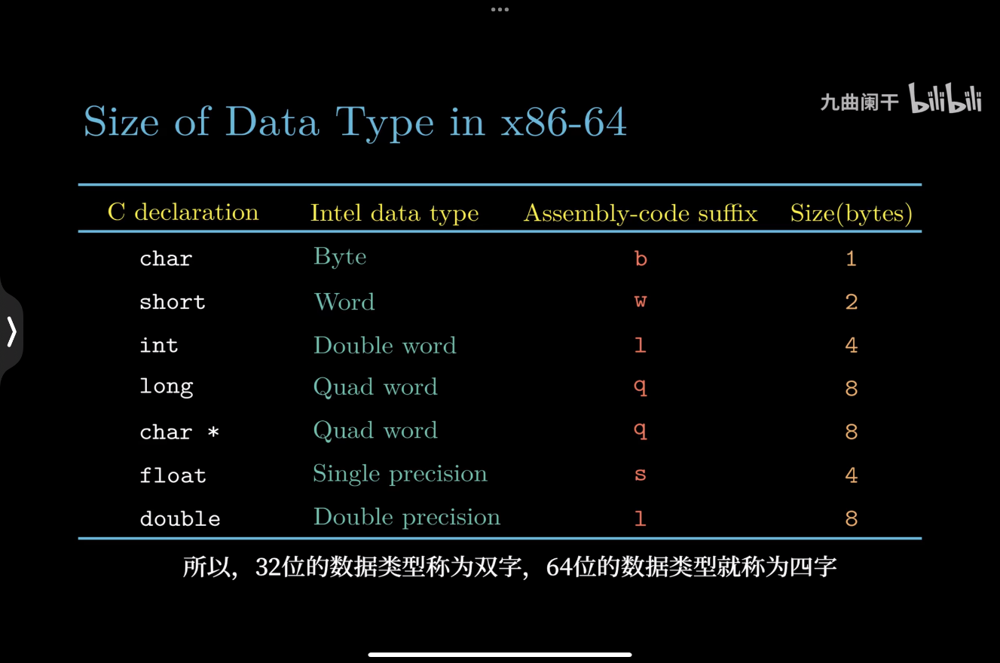 九曲阑干 bilibili
Size of Data Type in x86-64
C declaration Intel data type Assembly-code suffix Size(bytes)
char Byte b 1
short Word w 2
int Double word l 4
long Quad word q 8
char * Quad word q 8
float Single precision s 4
double Double precision l 8
所以，32位的数据类型称为双字，64位的数据类型就称为四字